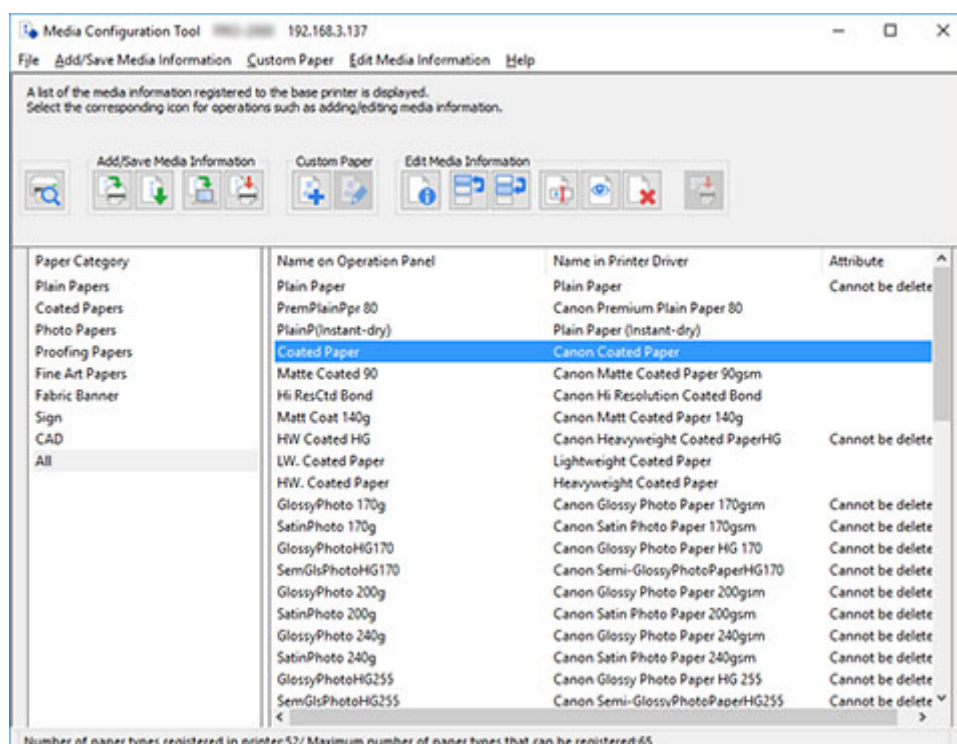 Media Configuration Tool 192.168.3.137
File Add/Save Media Information Custom Paper Edit Media Information Help
A list of the media information registered to the base printer is displayed.
Select the corresponding icon for operations such as adding/editing media information.
Add/Save Media Information Custom Paper Edit Media Information
Paper Category
Plain Papers
Coated Papers
Photo Papers
Proofing Papers
Fine Art Papers
Fabric Banner
Sign
CAD
All
Name on Operation Panel Name in Printer Driver Attribute
Plain Paper Plain Paper Cannot be delete
PremPlainPpr 80 Canon Premium Plain Paper 80
PlainP(Instant-dry) Plain Paper (Instant-dry)
Coated Paper Canon Coated Paper
Matte Coated 90 Canon Matte Coated Paper 90gsm
Hi ResCtd Bond Canon Hi Resolution Coated Bond
Matt Coat 140g Canon Matt Coated Paper 140g
HW Coated HG Canon Heavyweight Coated PaperHG Cannot be delete
LW. Coated Paper Lightweight Coated Paper
HW. Coated Paper Heavyweight Coated Paper
GlossyPhoto 170g Canon Glossy Photo Paper 170gsm Cannot be delete
SatinPhoto 170g Canon Satin Photo Paper 170gsm Cannot be delete
GlossyPhotoHG170 Canon Glossy Photo Paper HG 170 Cannot be delete
SemGlsPhotoHG170 Canon Semi-GlossyPhotoPaperHG170 Cannot be delete
GlossyPhoto 200g Canon Glossy Photo Paper 200gsm Cannot be delete
SatinPhoto 200g Canon Satin Photo Paper 200gsm Cannot be delete
GlossyPhoto 240g Canon Glossy Photo Paper 240gsm Cannot be delete
SatinPhoto 240g Canon Satin Photo Paper 240gsm Cannot be delete
GlossyPhotoHG255 Canon Glossy Photo Paper HG 255 Cannot be delete
SemGlsPhotoHG255 Canon Semi-GlossyPhotoPaperHG255 Cannot be delete
Number of paper types registered in printer:52/ Maximum number of paper types that can be registered:65